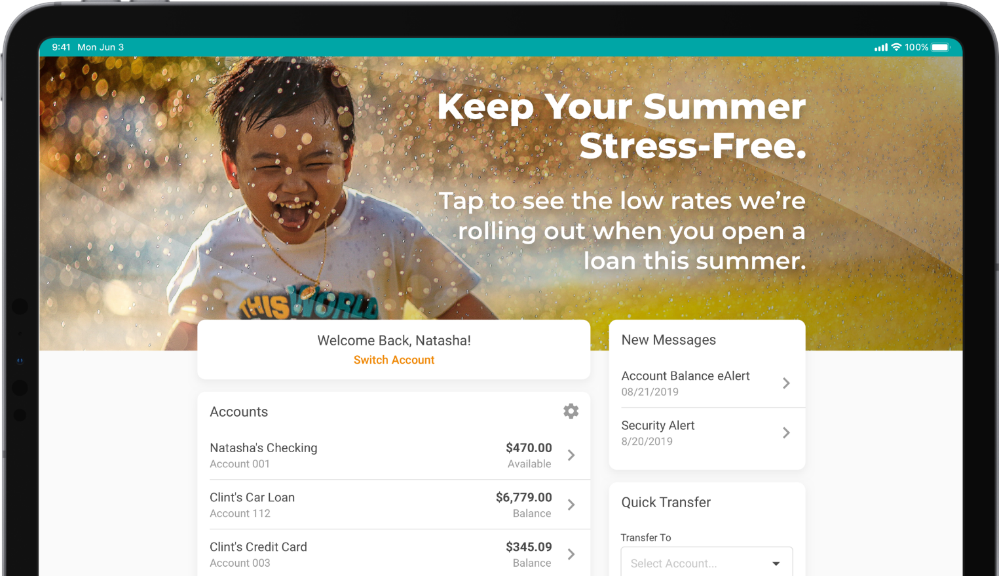 9:41 Mon Jun 3
100%
Keep Your Summer
Stress-Free.
Tap to see the low rates we’re
rolling out when you open a
loan this summer.
THIS WORLD
Welcome Back, Natasha!
Switch Account
Accounts
Natasha's Checking
$470.00
Account 001
Available
Clint's Car Loan
$6,779.00
Account 112
Balance
Clint's Credit Card
$345.09
Account 003
Balance
New Messages
Account Balance eAlert
08/21/2019
Security Alert
8/20/2019
Quick Transfer
Transfer To
Select Account...